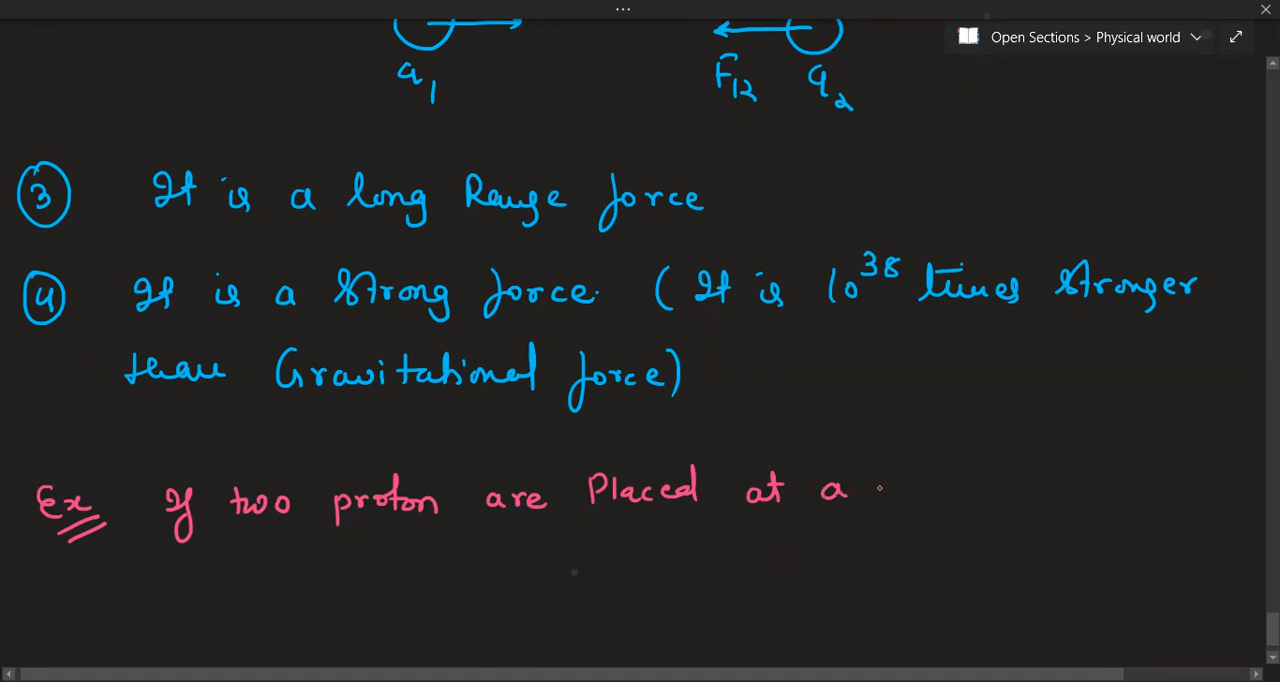 ...
Open Sections > Physical world
q1
F12 q2
3 It is a long Range force
4 It is a Strong force. ( It is 10^38 times stronger
than Gravitational force)
Ex If two proton are Placed at a